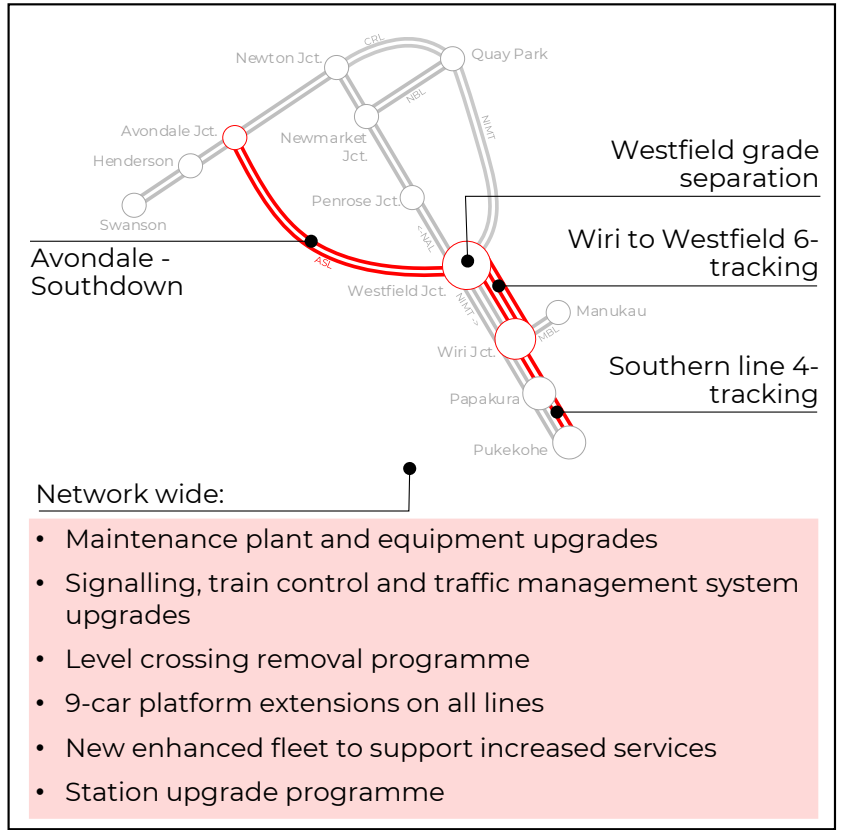 CRL
Newton Jct.
Quay Park
NBL
NIMT
Avondale Jct.
Newmarket
Jct.
Henderson
Penrose Jct.
Swanson
<-NAL
Westfield grade
separation
Avondale -
Southdown
ASL
Westfield Jct.
Wiri to Westfield 6-
tracking
NIMT ->
Manukau
MBL
Wiri Jct.
Southern line 4-
tracking
Papakura
Pukekohe
Network wide:
• Maintenance plant and equipment upgrades
• Signalling, train control and traffic management system
upgrades
• Level crossing removal programme
• 9-car platform extensions on all lines
• New enhanced fleet to support increased services
• Station upgrade programme